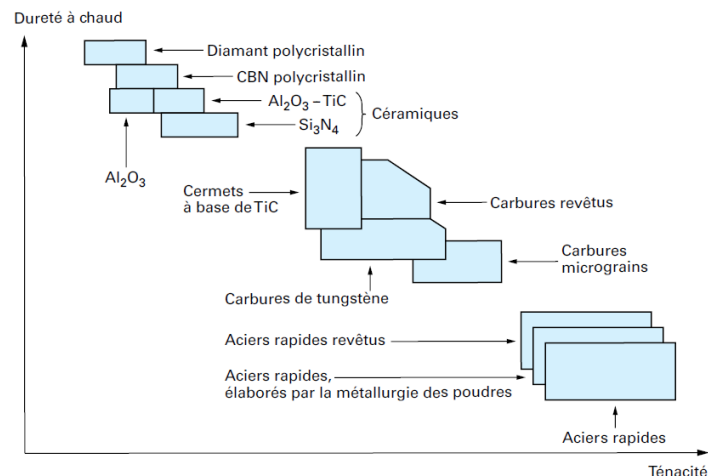 Dureté à chaud
Diamant polycristallin
CBN polycristallin
Al₂O₃ – TiC
Céramiques
Si₃N₄
Al₂O₃
Cermets
à base de TiC
Carbures revêtus
Carbures
micrograins
Carbures de tungstène
Aciers rapides revêtus
Aciers rapides,
élaborés par la métallurgie des poudres
Aciers rapides
Ténacité